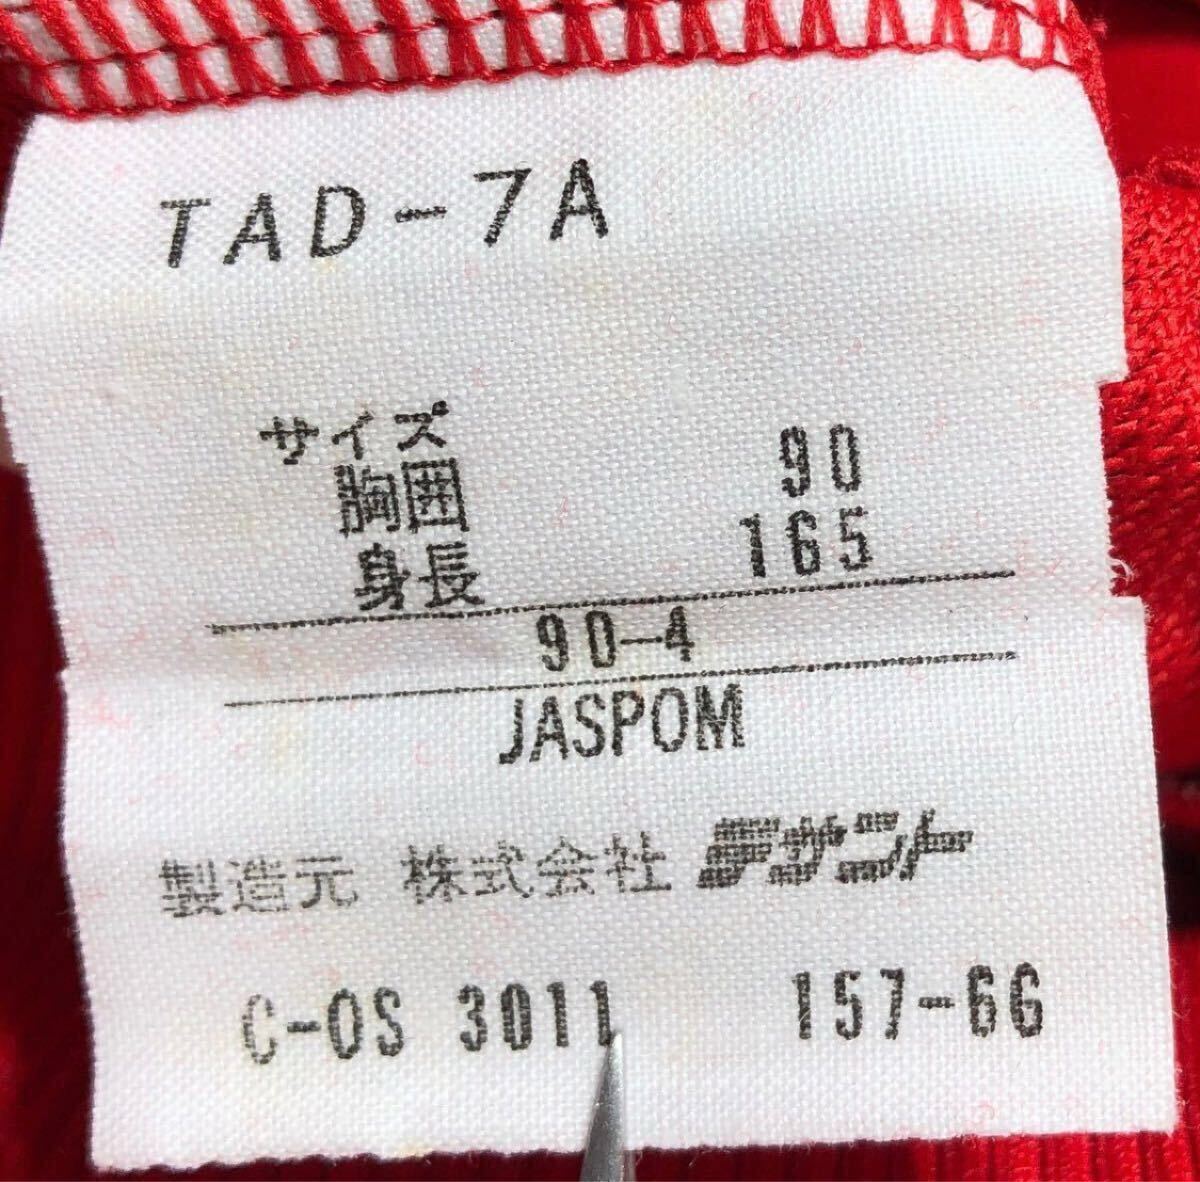 TAD-7A
サイズ
胸囲 90
身長 165
90-4
JASPOM
製造元 株式会社 デサント
C-OS 3011 157-6G